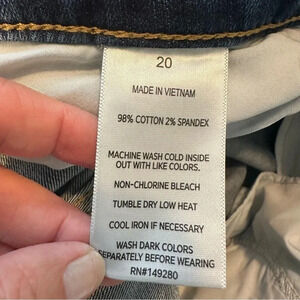 20
MADE IN VIETNAM
98% COTTON 2% SPANDEX
MACHINE WASH COLD INSIDE
OUT WITH LIKE COLORS.
NON-CHLORINE BLEACH
TUMBLE DRY LOW HEAT
COOL IRON IF NECESSARY
WASH DARK COLORS
SEPARATELY BEFORE WEARING
RN#149280